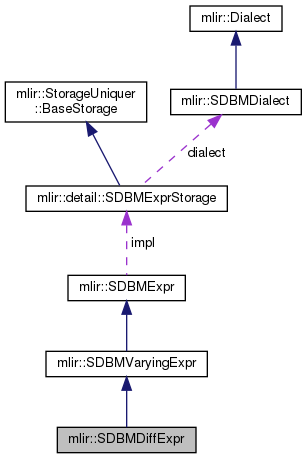 mlir::Dialect
mlir::StorageUniquer
::BaseStorage
mlir::SDBMDialect
dialect
mlir::detail::SDBMExprStorage
impl
mlir::SDBMExpr
mlir::SDBMVaryingExpr
mlir::SDBMDiffExpr